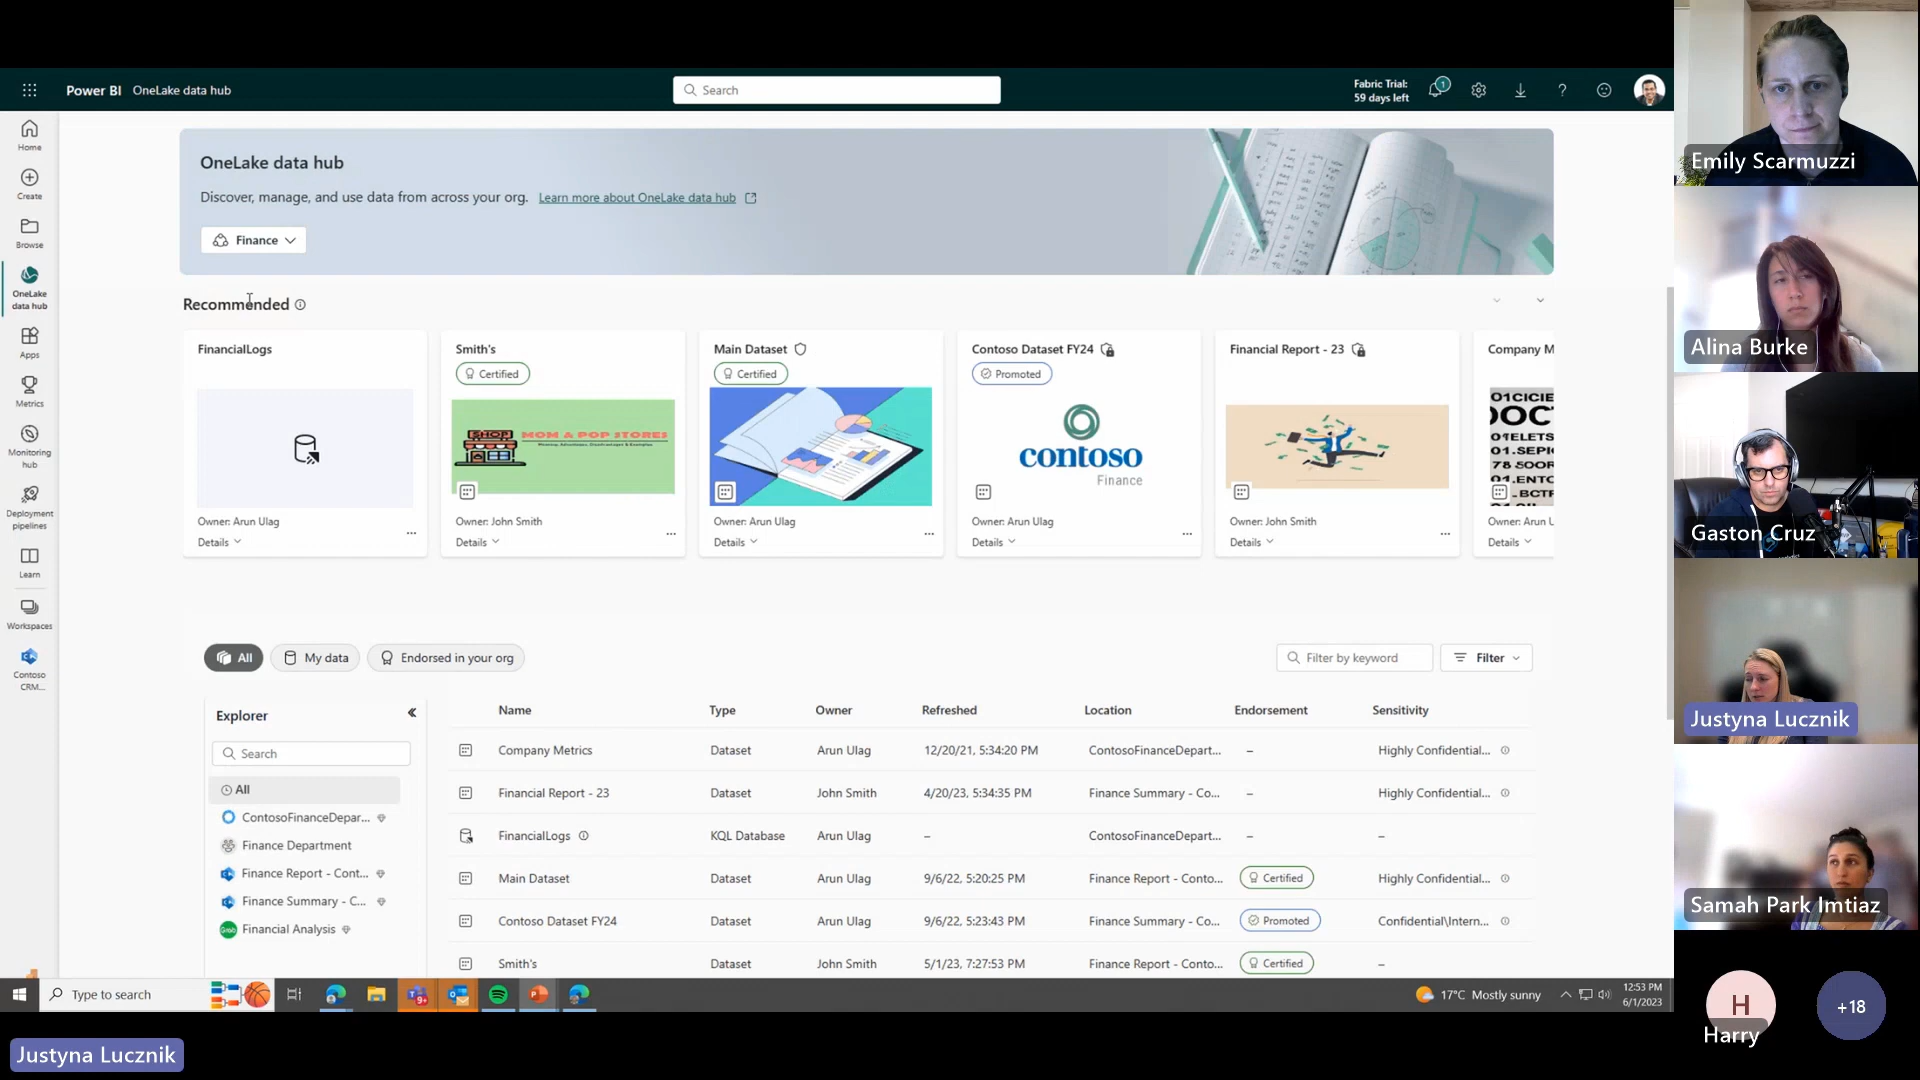 Power BI OneLake data hub
Search
Fabric Trial:
59 days left
1
?
Home
Create
Browse
OneLake
data hub
Apps
Metrics
Monitoring
hub
Deployment
pipelines
Learn
Workspaces
Contoso
CRM...
OneLake data hub
Discover, manage, and use data from across your org. Learn more about OneLake data hub
Finance
Recommended
FinancialLogs
Owner: Arun Ulag
Details
Smith's
Certified
SHOP
MOM & POP STORES
Owner: John Smith
Details
Main Dataset
Certified
Owner: Arun Ulag
Details
Contoso Dataset FY24
Promoted
contoso
Finance
Owner: Arun Ulag
Details
Financial Report - 23
Owner: John Smith
Details
Company M
Owner: Arun U
Details
All
My data
Endorsed in your org
Filter by keyword
Filter
Explorer
Search
All
ContosoFinanceDepar...
Finance Department
Finance Report - Cont...
Finance Summary - C...
Financial Analysis
Name Type Owner Refreshed Location Endorsement Sensitivity
Company Metrics Dataset Arun Ulag 12/20/21, 5:34:20 PM ContosoFinanceDepart... – Highly Confidential...
Financial Report - 23 Dataset John Smith 4/20/23, 5:34:35 PM Finance Summary - Co... – Highly Confidential...
FinancialLogs KQL Database Arun Ulag – ContosoFinanceDepart... – –
Main Dataset Dataset Arun Ulag 9/6/22, 5:20:25 PM Finance Report - Conto... Certified Highly Confidential...
Contoso Dataset FY24 Dataset Arun Ulag 9/6/22, 5:23:43 PM Finance Summary - Co... Promoted Confidential\Intern...
Smith's Dataset John Smith 5/1/23, 7:27:53 PM Finance Report - Conto... Certified –
Type to search
17°C Mostly sunny
12:53 PM
6/1/2023
Justyna Lucznik
Emily Scarmuzzi
Alina Burke
Gaston Cruz
Justyna Lucznik
Samah Park Imtiaz
H
Harry
+18